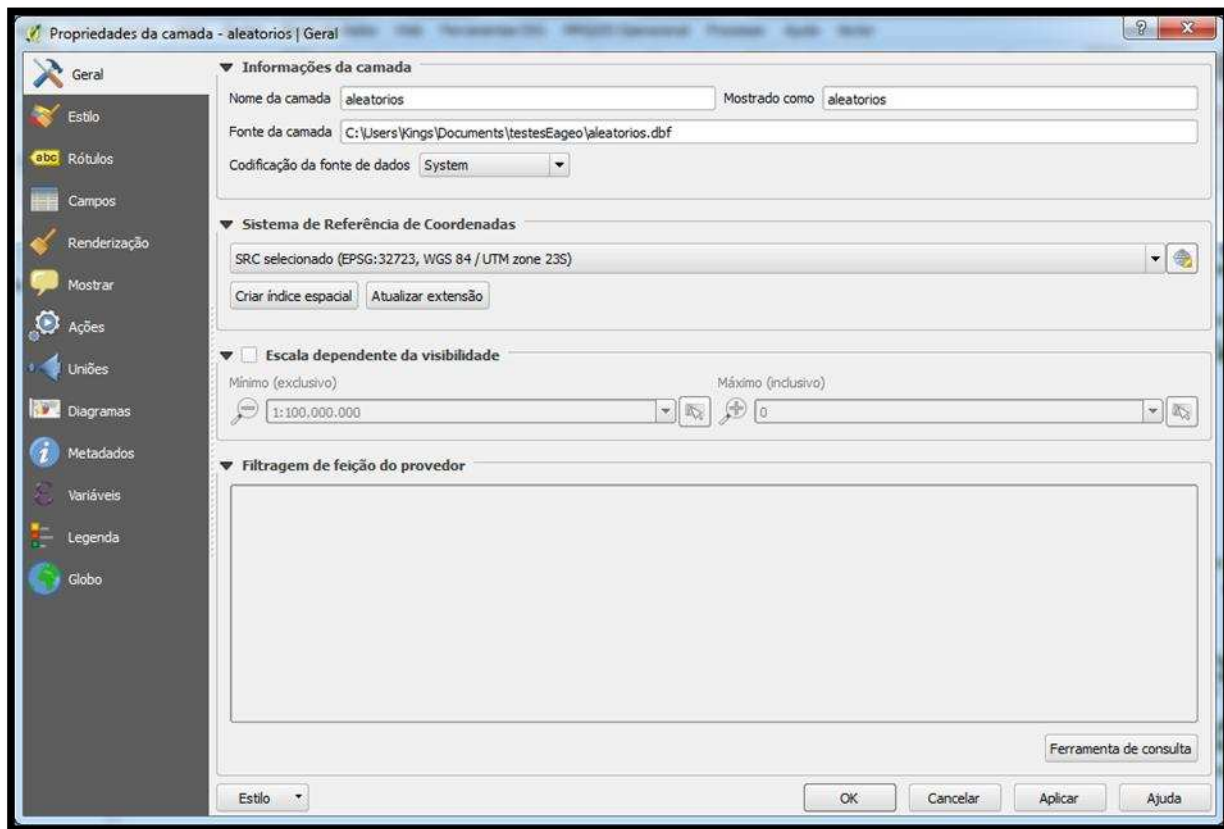 Propriedades da camada - aleatorios | Geral
Geral
Estilo
abc Rótulos
Campos
Renderização
Mostrar
Ações
Uniões
Diagramas
Metadados
Variáveis
Legenda
Globo
Informações da camada
Nome da camada aleatorios Mostrado como aleatorios
Fonte da camada C:\Users\Kings\Documents\testesEageo\aleatorios.dbf
Codificação da fonte de dados System
Sistema de Referência de Coordenadas
SRC selecionado (EPSG:32723, WGS 84 / UTM zone 23S)
Criar índice espacial Atualizar extensão
Escala dependente da visibilidade
Mínimo (exclusivo) Máximo (inclusivo)
1:100.000.000 0
Filtragem de feição do provedor
Ferramenta de consulta
Estilo OK Cancelar Aplicar Ajuda